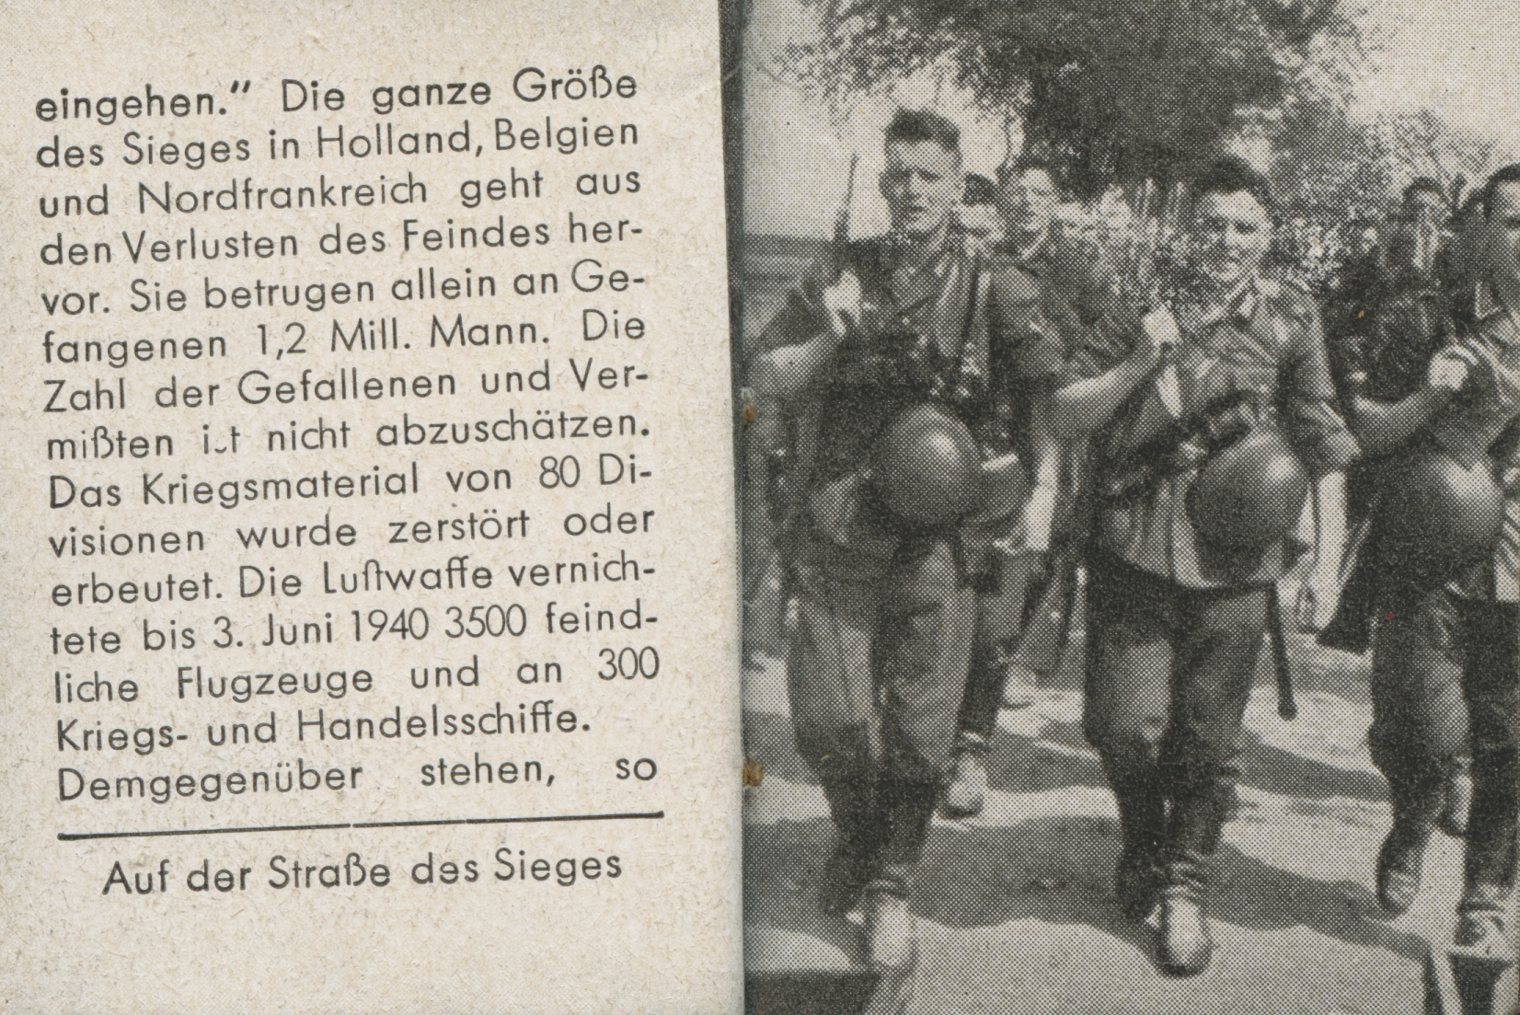 eingehen." Die ganze Größe
des Sieges in Holland, Belgien
und Nordfrankreich geht aus
den Verlusten des Feindes her-
vor. Sie betrugen allein an Ge-
fangenen 1,2 Mill. Mann. Die
Zahl der Gefallenen und Ver-
mißten ist nicht abzuschätzen.
Das Kriegsmaterial von 80 Di-
visionen wurde zerstört oder
erbeutet. Die Luftwaffe vernich-
tete bis 3. Juni 1940 3500 feind-
liche Flugzeuge und an 300
Kriegs- und Handelsschiffe.
Demgegenüber stehen, so
Auf der Straße des Sieges